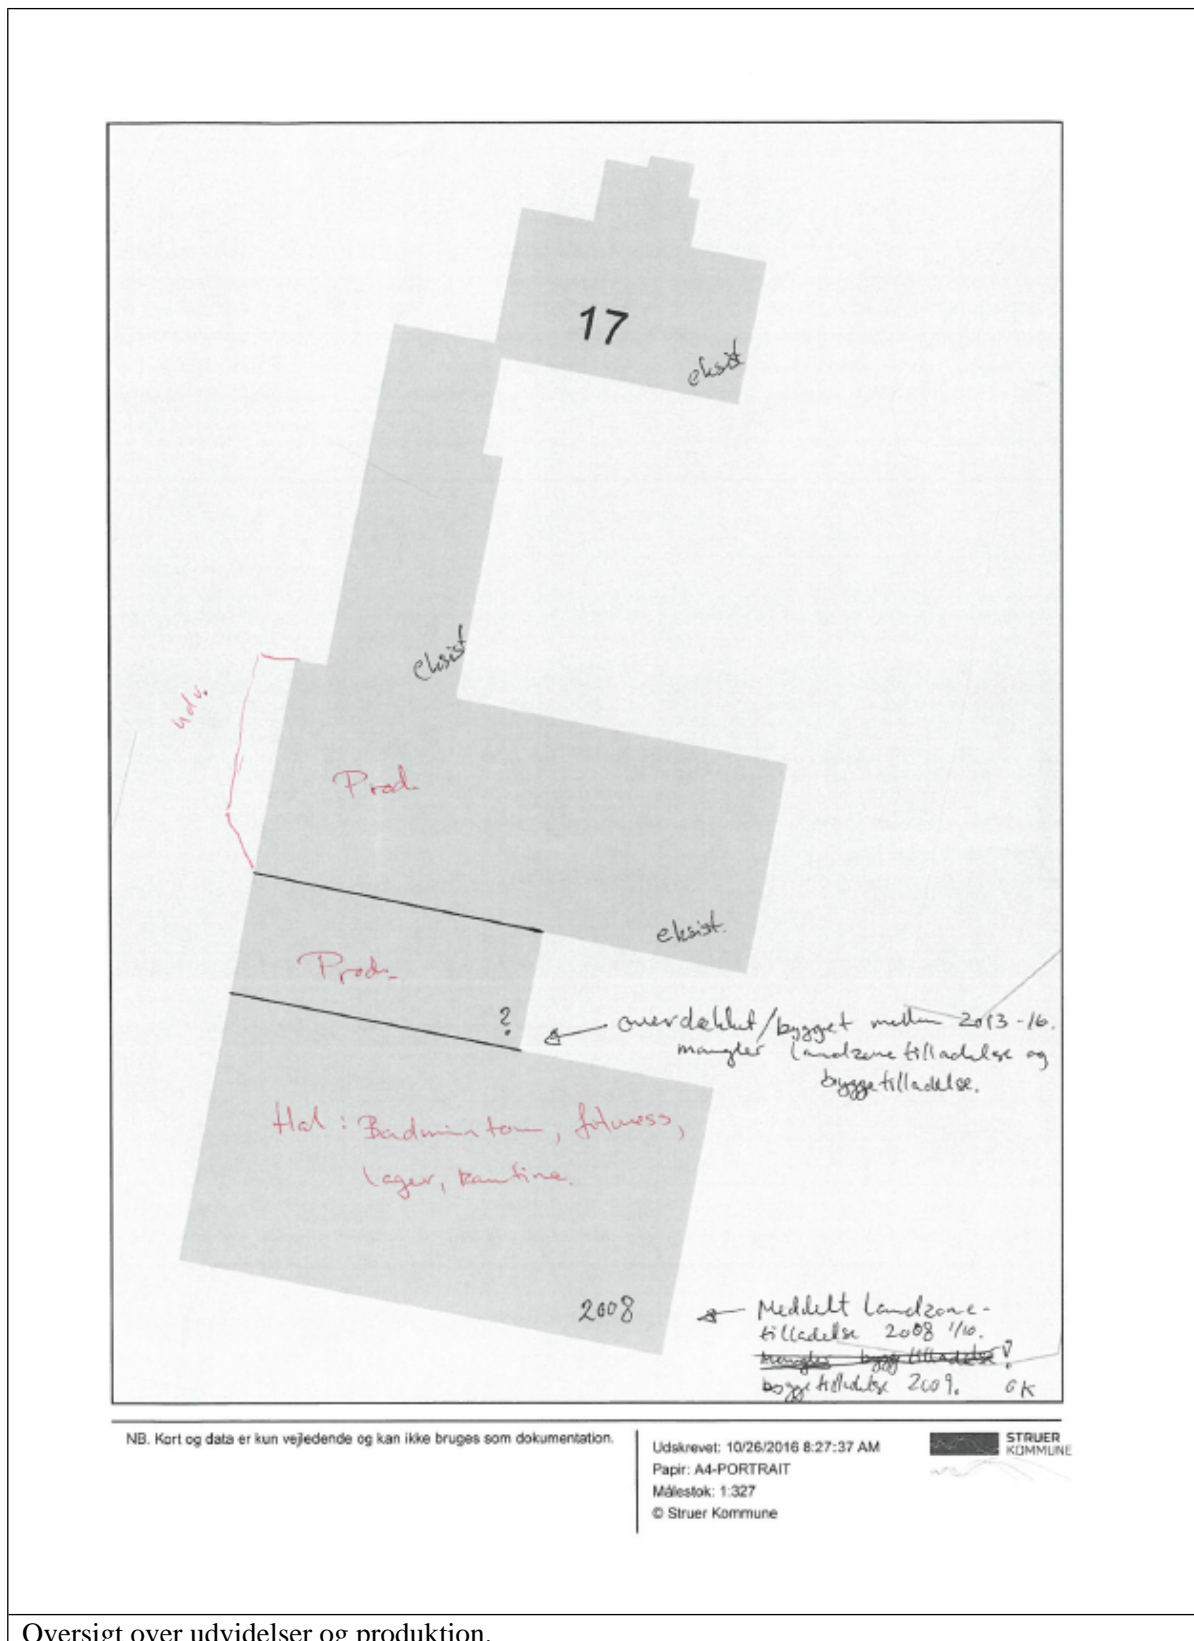 17
eksist
eksist
udv.
Prod.
eksist.
Prod.
?
overdækket/bygget mellem 2013-16.
mangler landzonetilladelse og
byggetilladelse.
Hal: Badminton, fitness,
lager, kantine.
2008
Meddelt landzone-
tilladelse 2008 1/10.
mangler byggetilladelse !
byggetilladelse 2009. OK
NB. Kort og data er kun vejledende og kan ikke bruges som dokumentation.
Udskrevet: 10/26/2016 8:27:37 AM
Papir: A4-PORTRAIT
Målestok: 1:327
© Struer Kommune
STRUER
KOMMUNE
Oversigt over udvidelser og produktion.